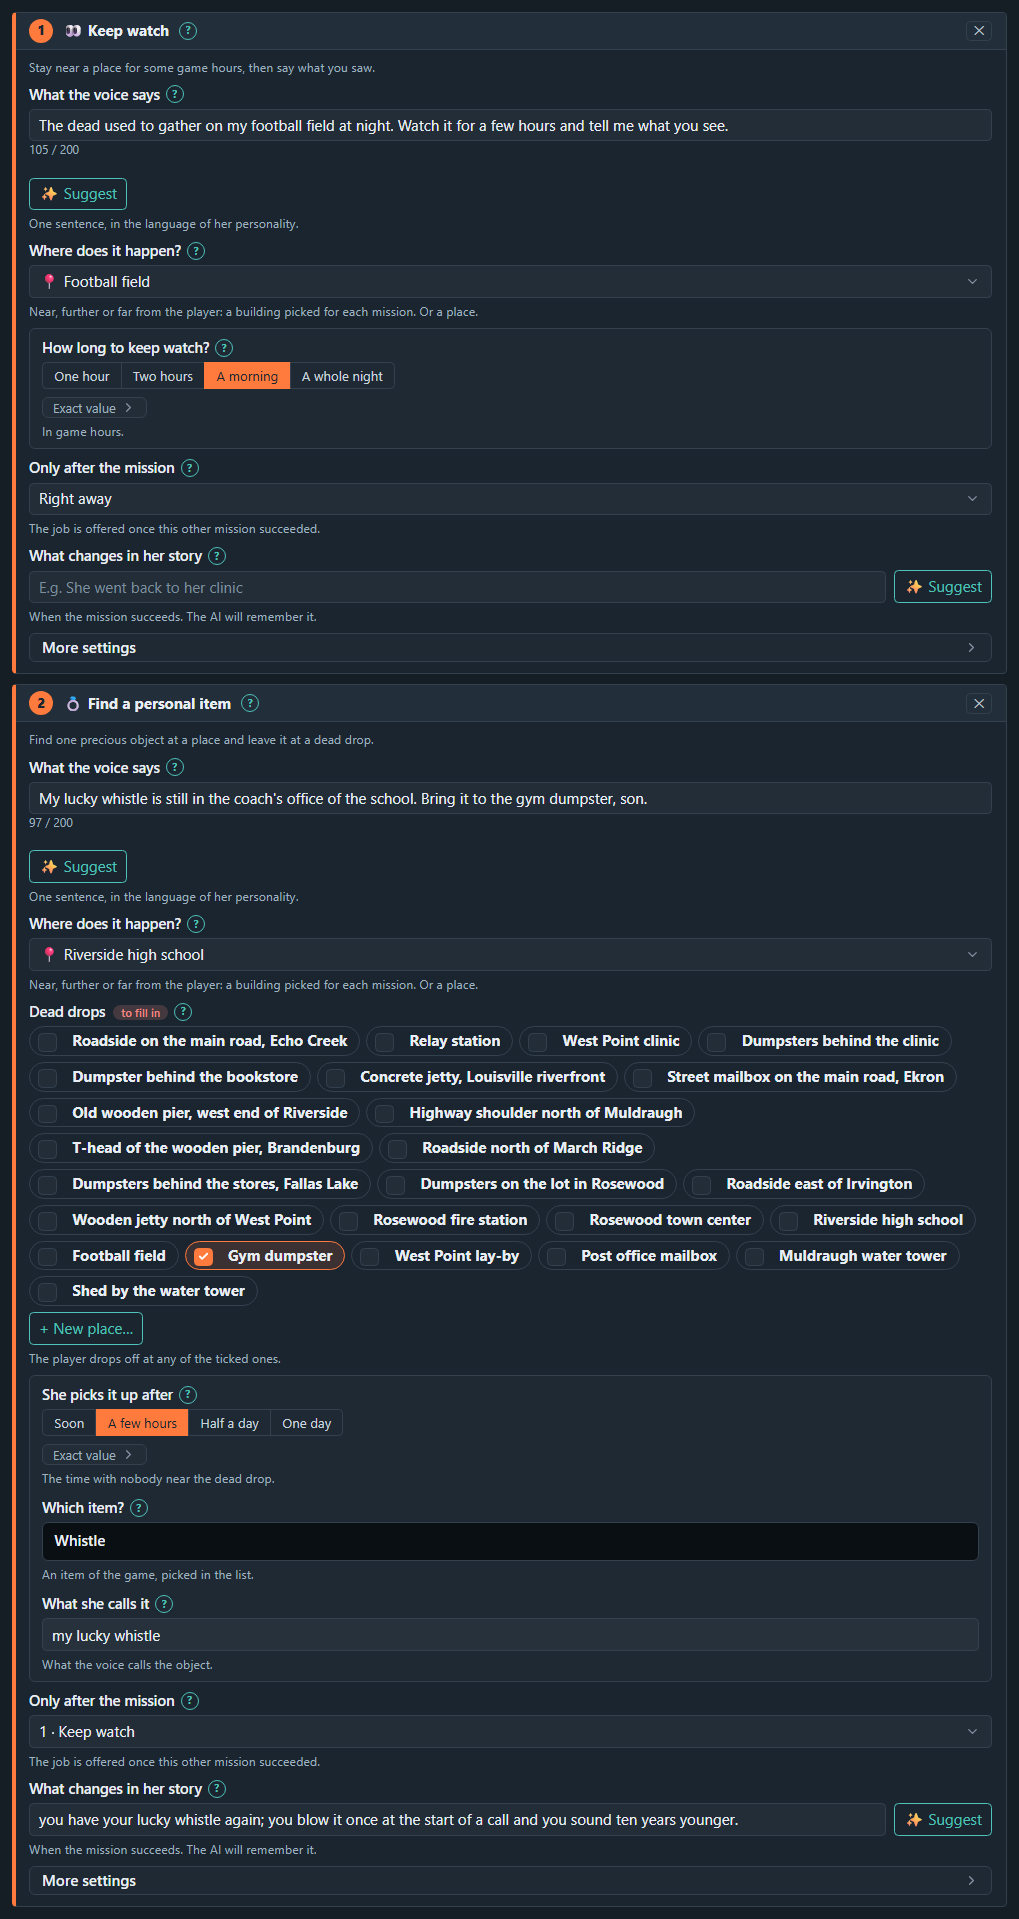 1 Keep watch ?
Stay near a place for some game hours, then say what you saw.
What the voice says ?
The dead used to gather on my football field at night. Watch it for a few hours and tell me what you see.
105 / 200
Suggest
One sentence, in the language of her personality.
Where does it happen? ?
Football field
Near, further or far from the player: a building picked for each mission. Or a place.
How long to keep watch? ?
One hour Two hours A morning A whole night
Exact value
In game hours.
Only after the mission ?
Right away
The job is offered once this other mission succeeded.
What changes in her story ?
E.g. She went back to her clinic Suggest
When the mission succeeds. The AI will remember it.
More settings
2 Find a personal item ?
Find one precious object at a place and leave it at a dead drop.
What the voice says ?
My lucky whistle is still in the coach's office of the school. Bring it to the gym dumpster, son.
97 / 200
Suggest
One sentence, in the language of her personality.
Where does it happen? ?
Riverside high school
Near, further or far from the player: a building picked for each mission. Or a place.
Dead drops to fill in ?
Roadside on the main road, Echo Creek Relay station West Point clinic Dumpsters behind the clinic
Dumpster behind the bookstore Concrete jetty, Louisville riverfront Street mailbox on the main road, Ekron
Old wooden pier, west end of Riverside Highway shoulder north of Muldraugh
T-head of the wooden pier, Brandenburg Roadside north of March Ridge
Dumpsters behind the stores, Fallas Lake Dumpsters on the lot in Rosewood Roadside east of Irvington
Wooden jetty north of West Point Rosewood fire station Rosewood town center Riverside high school
Football field Gym dumpster West Point lay-by Post office mailbox Muldraugh water tower
Shed by the water tower
+ New place...
The player drops off at any of the ticked ones.
She picks it up after ?
Soon A few hours Half a day One day
Exact value
The time with nobody near the dead drop.
Which item? ?
Whistle
An item of the game, picked in the list.
What she calls it ?
my lucky whistle
What the voice calls the object.
Only after the mission ?
1 · Keep watch
The job is offered once this other mission succeeded.
What changes in her story ?
you have your lucky whistle again; you blow it once at the start of a call and you sound ten years younger. Suggest
When the mission succeeds. The AI will remember it.
More settings